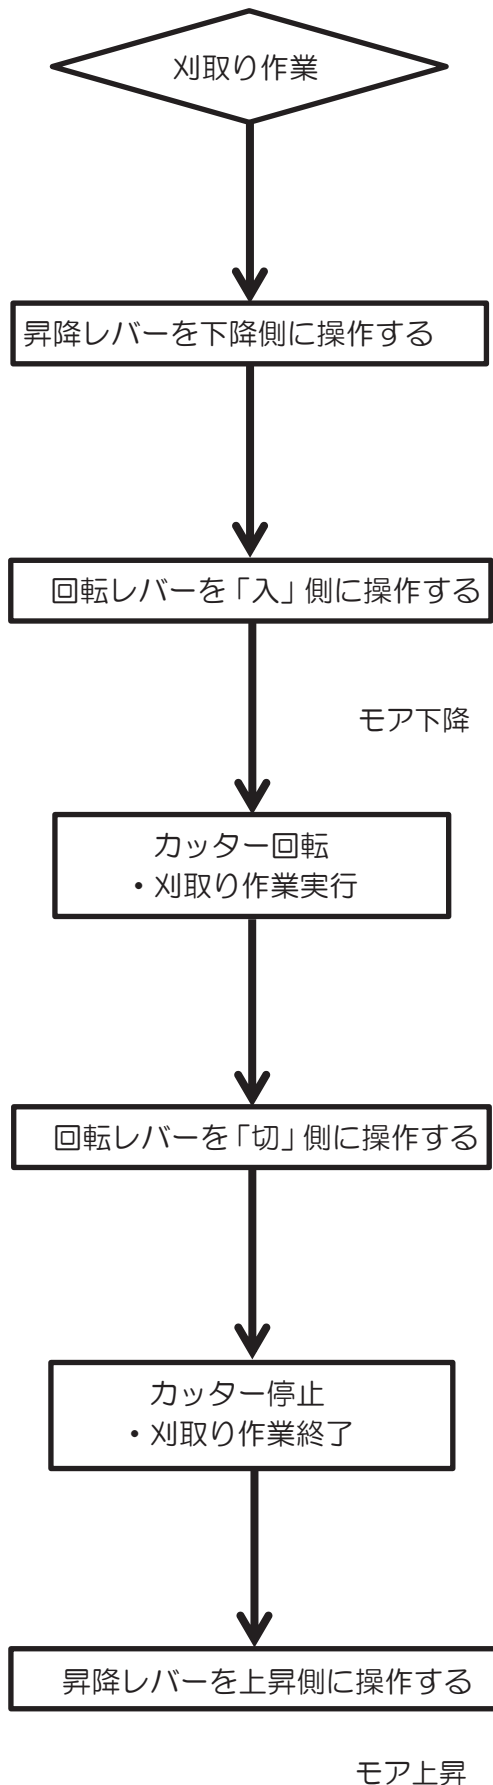 刈取り作業
昇降レバーを下降側に操作する
回転レバーを「入」側に操作する
モア下降
カッター回転
・刈取り作業実行
回転レバーを「切」側に操作する
カッター停止
・刈取り作業終了
昇降レバーを上昇側に操作する
モア上昇